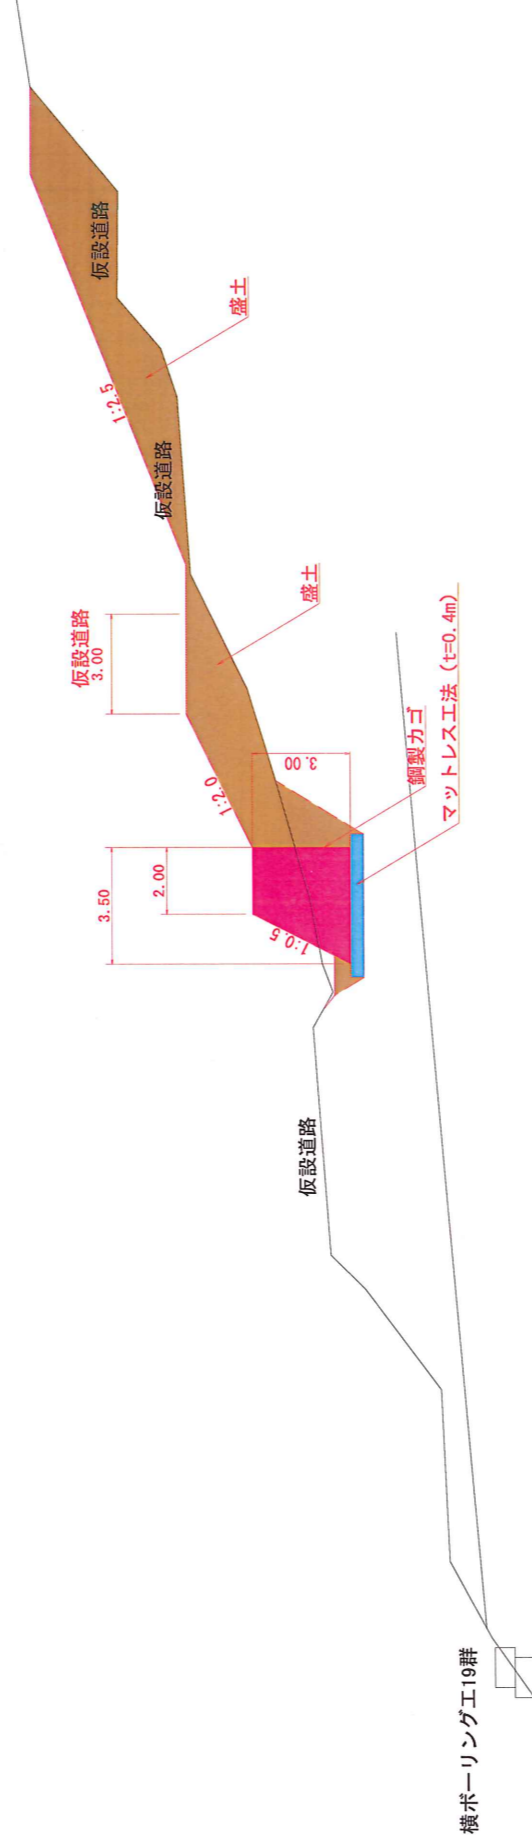 仮設道路
盛土
1:2.5
仮設道路
仮設道路
3.00
盛土
1:2.0
3.00
鋼製カゴ
マットレス工法 (t=0.4m)
3.50
2.00
1:0.5
仮設道路
横ボーリング工19群